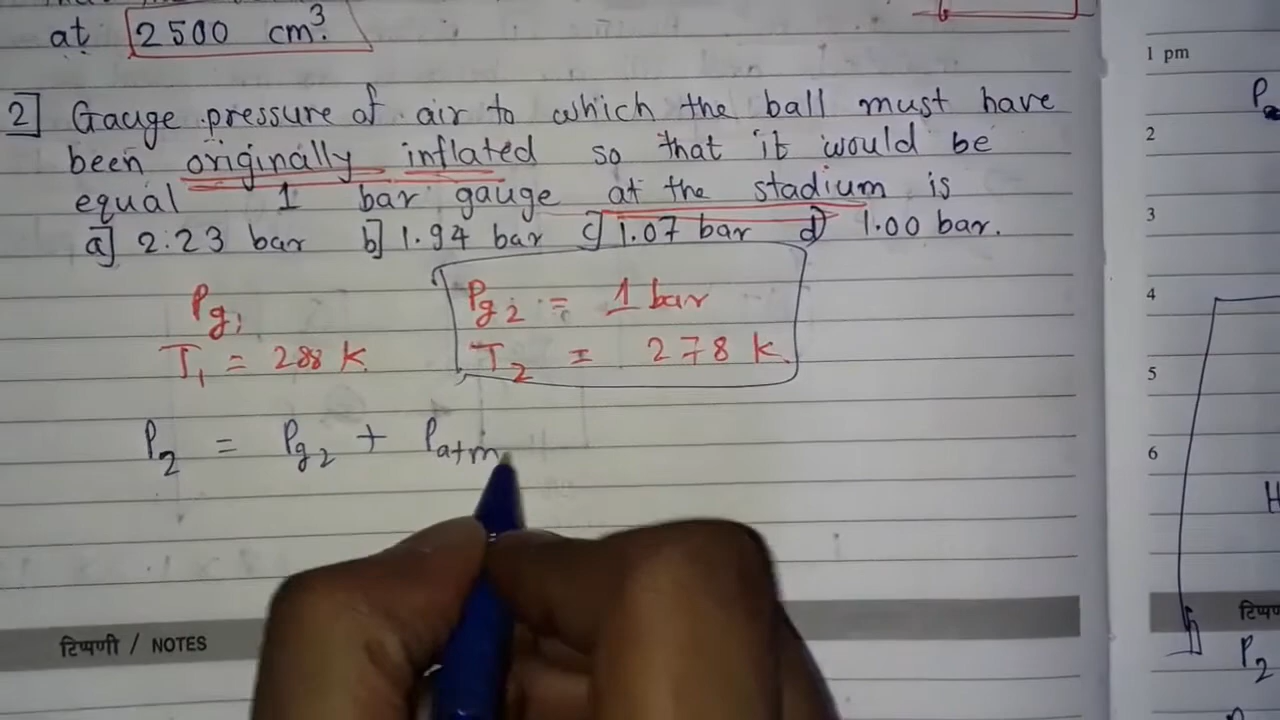 at 2500 cm³.
2] Gauge pressure of air to which the ball must have
been originally inflated so that it would be
equal 1 bar gauge at the stadium is
a] 2.23 bar b] 1.94 bar c] 1.07 bar d) 1.00 bar.
Pg1 Pg2 = 1 bar
T1 = 288 K T2 = 278 K.
P2 = Pg2 + Patm
टिप्पणी / NOTES
1 pm
2
3
4
5
6
P2